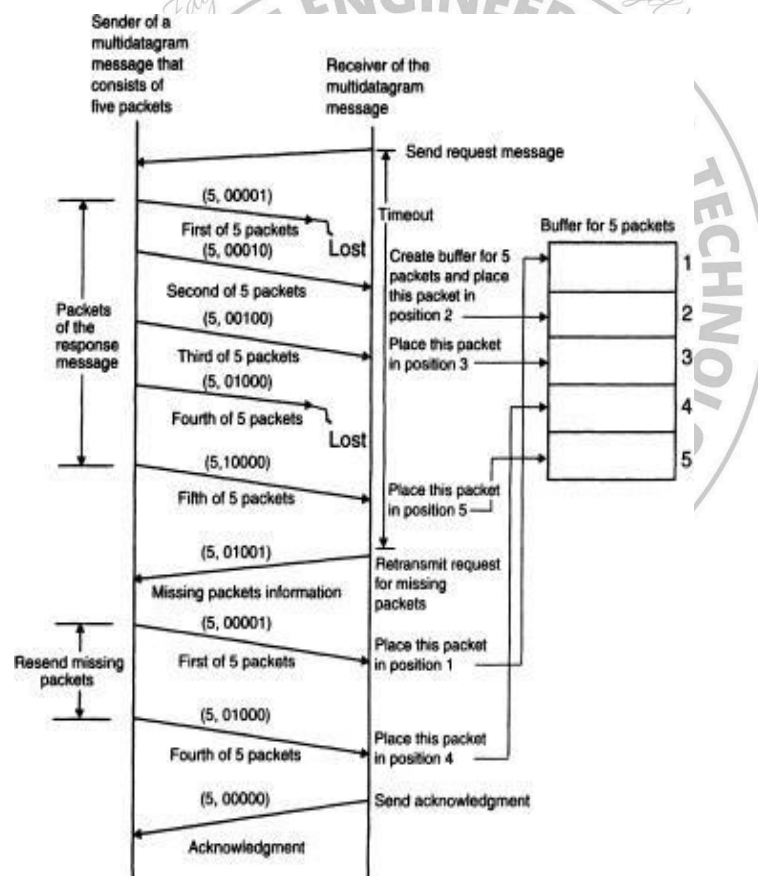 ENGINEER
TECHNOLO
Sender of a
multidatagram
message that
consists of
five packets
Receiver of the
multidatagram
message
Send request message
(5, 00001)
First of 5 packets
Lost
Timeout
(5, 00010)
Second of 5 packets
Create buffer for 5
packets and place
this packet in
position 2
Buffer for 5 packets
1
2
3
4
5
Packets
of the
response
message
(5, 00100)
Third of 5 packets
Place this packet
in position 3
(5, 01000)
Fourth of 5 packets
Lost
(5,10000)
Fifth of 5 packets
Place this packet
in position 5
(5, 01001)
Missing packets information
Retransmit request
for missing
packets
Resend missing
packets
(5, 00001)
First of 5 packets
Place this packet
in position 1
(5, 01000)
Fourth of 5 packets
Place this packet
in position 4
(5, 00000)
Send acknowledgment
Acknowledgment